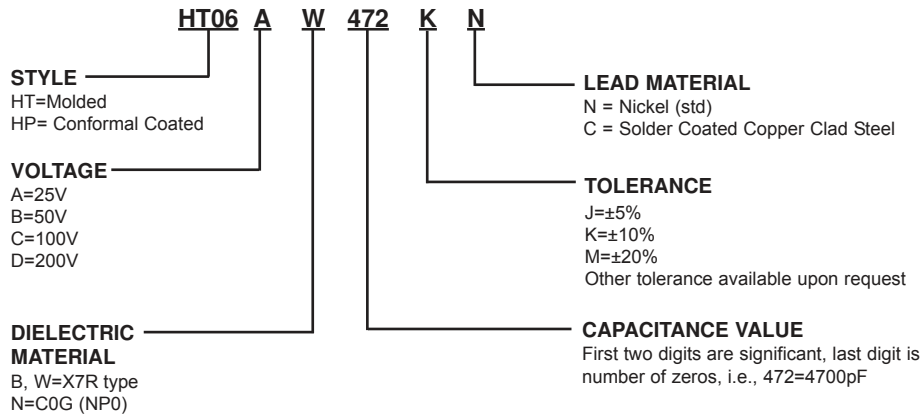 HT06 A W 472 K N
STYLE
HT=Molded
HP= Conformal Coated
VOLTAGE
A=25V
B=50V
C=100V
D=200V
DIELECTRIC
MATERIAL
B, W=X7R type
N=C0G (NP0)
LEAD MATERIAL
N = Nickel (std)
C = Solder Coated Copper Clad Steel
TOLERANCE
J=±5%
K=±10%
M=±20%
Other tolerance available upon request
CAPACITANCE VALUE
First two digits are significant, last digit is
number of zeros, i.e., 472=4700pF